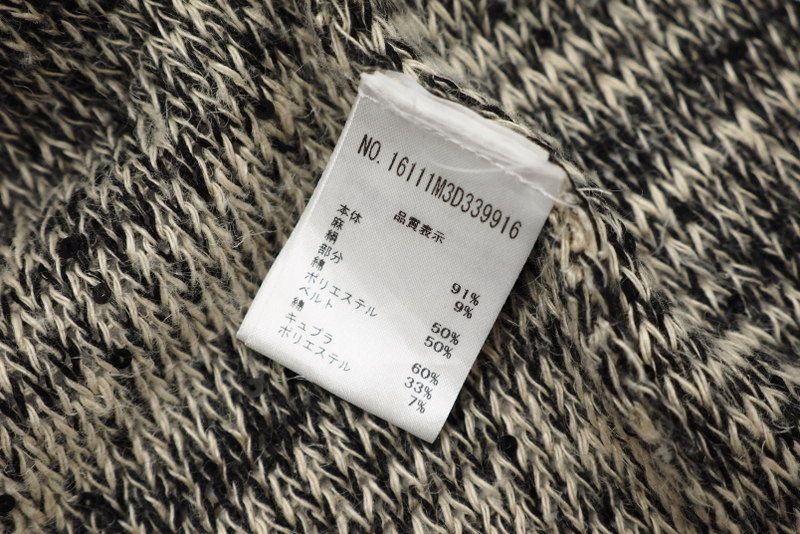 NO.16111M3D339916
品質表示
本体
麻 91%
絹 9%
部分
綿 50%
ポリエステル 50%
ベルト
綿 60%
キュプラ 33%
ポリエステル 7%